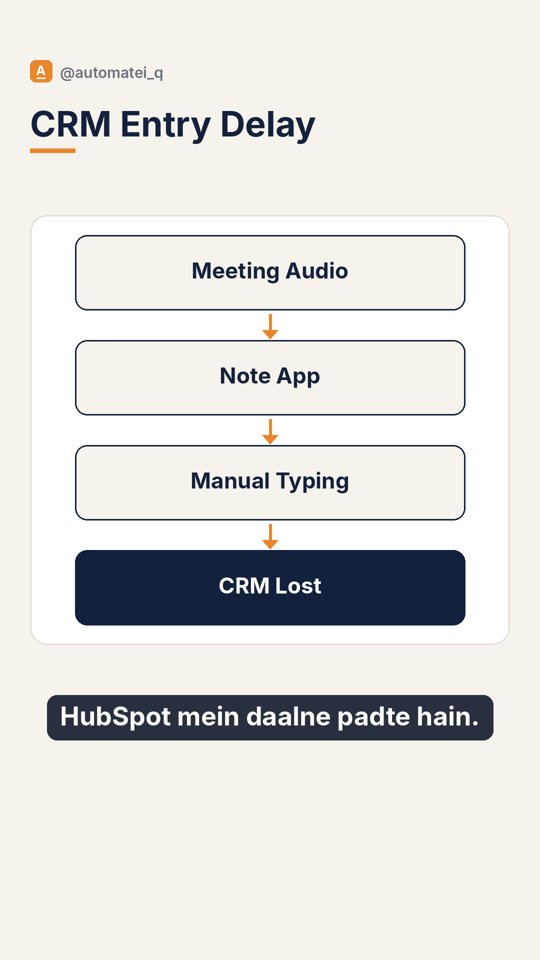 A
@automatei_q
CRM Entry Delay
Meeting Audio
Note App
Manual Typing
CRM Lost
HubSpot mein daalne padte hain.